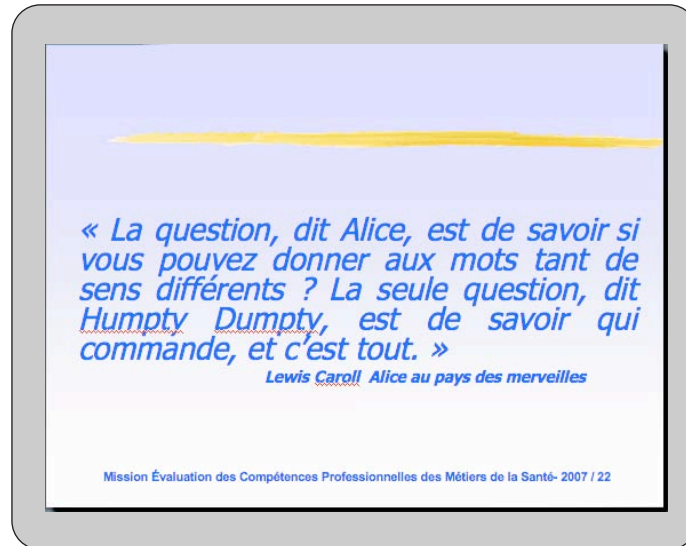 « La question, dit Alice, est de savoir si
vous pouvez donner aux mots tant de
sens différents ? La seule question, dit
Humpty Dumpty, est de savoir qui
commande, et c’est tout. »
Lewis Caroll Alice au pays des merveilles
Mission Évaluation des Compétences Professionnelles des Métiers de la Santé- 2007 / 22